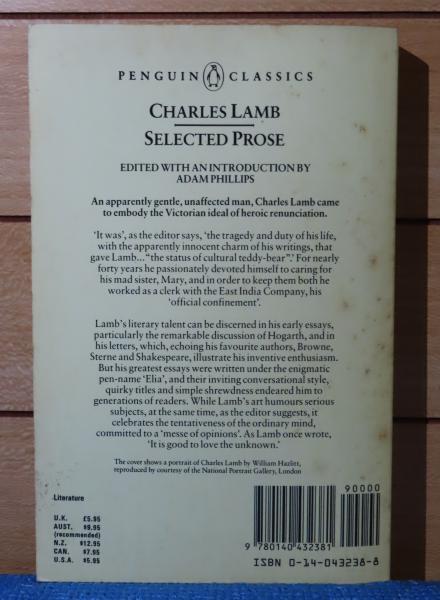 PENGUIN CLASSICS
CHARLES LAMB
SELECTED PROSE
EDITED WITH AN INTRODUCTION BY
ADAM PHILLIPS
An apparently gentle, unaffected man, Charles Lamb came
to embody the Victorian ideal of heroic renunciation.
'It was', as the editor says, 'the tragedy and duty of his life,
with the apparently innocent charm of his writings, that
gave Lamb..."the status of cultural teddy-bear".' For nearly
forty years he passionately devoted himself to caring for
his mad sister, Mary, and in order to keep them both he
worked as a clerk with the East India Company, his
'official confinement'.
Lamb's literary talent can be discerned in his early essays,
particularly the remarkable discussion of Hogarth, and in
his letters, which, echoing his favourite authors, Browne,
Sterne and Shakespeare, illustrate his inventive enthusiasm.
But his greatest essays were written under the enigmatic
pen-name 'Elia', and their inviting conversational style,
quirky titles and simple shrewdness endeared him to
generations of readers. While Lamb's art humours serious
subjects, at the same time, as the editor suggests, it
celebrates the tentativeness of the ordinary mind,
committed to a 'messe of opinions'. As Lamb once wrote,
'It is good to love the unknown.'
The cover shows a portrait of Charles Lamb by William Hazlitt,
reproduced by courtesy of the National Portrait Gallery, London
Literature
U.K. £5.95
AUST. $9.95
(recommended)
N.Z. $12.95
CAN. $7.95
U.S.A. $5.95
90000
9 780140 432381
ISBN 0-14-043238-8